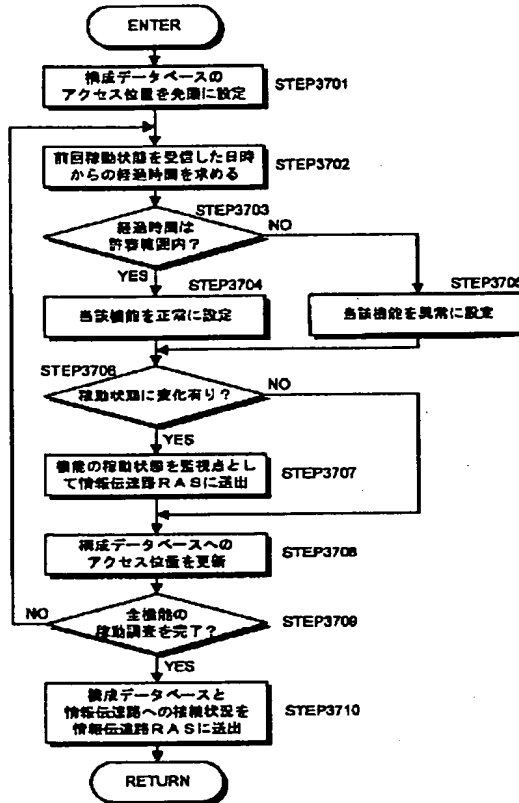 ENTER
構成データベースの
アクセス位置を先頭に設定
STEP3701
前回稼動状態を受信した日時
からの経過時間を求める
STEP3702
STEP3703
経過時間は
許容範囲内?
NO
YES
STEP3704
当該機能を正常に設定
STEP3705
当該機能を異常に設定
STEP3706
稼動状態に変化有り?
NO
YES
機能の稼動状態を監視点とし
て情報伝達路RASに送出
STEP3707
構成データベースへの
アクセス位置を更新
STEP3708
NO
全機能の
稼動調査を完了?
STEP3709
YES
構成データベースと
情報伝達路への接続状況を
情報伝達路RASに送出
STEP3710
RETURN